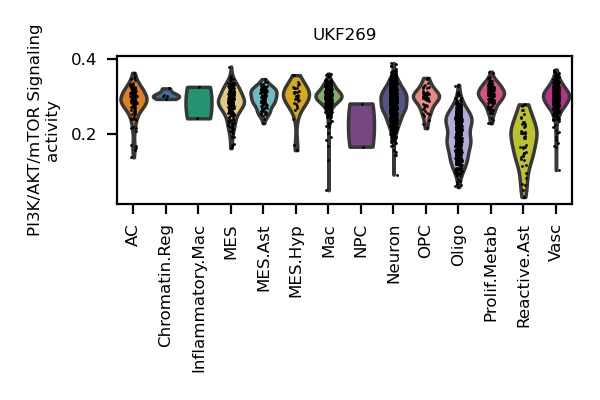 UKF269
PI3K/AKT/mTOR Signaling
activity
0.4
0.2
AC
Chromatin.Reg
Inflammatory.Mac
MES
MES.Ast
MES.Hyp
Mac
NPC
Neuron
OPC
Oligo
Prolif.Metab
Reactive.Ast
Vasc